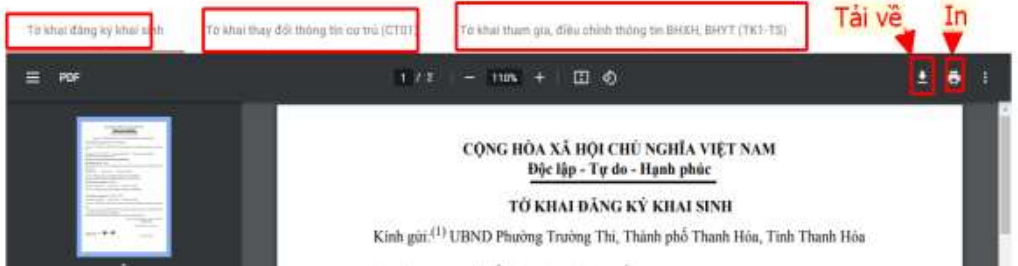 Tải về In
Tờ khai đăng ký khai sinh Tờ khai thay đổi thông tin cư trú (CT01) Tờ khai tham gia, điều chỉnh thông tin BHXH, BHYT (TK1-TS)
PDF 1 / 2 − 110% +
CỘNG HÒA XÃ HỘI CHỦ NGHĨA VIỆT NAM
Độc lập - Tự do - Hạnh phúc
TỜ KHAI ĐĂNG KÝ KHAI SINH
Kính gửi:(1) UBND Phường Trường Thi, Thành phố Thanh Hóa, Tỉnh Thanh Hóa